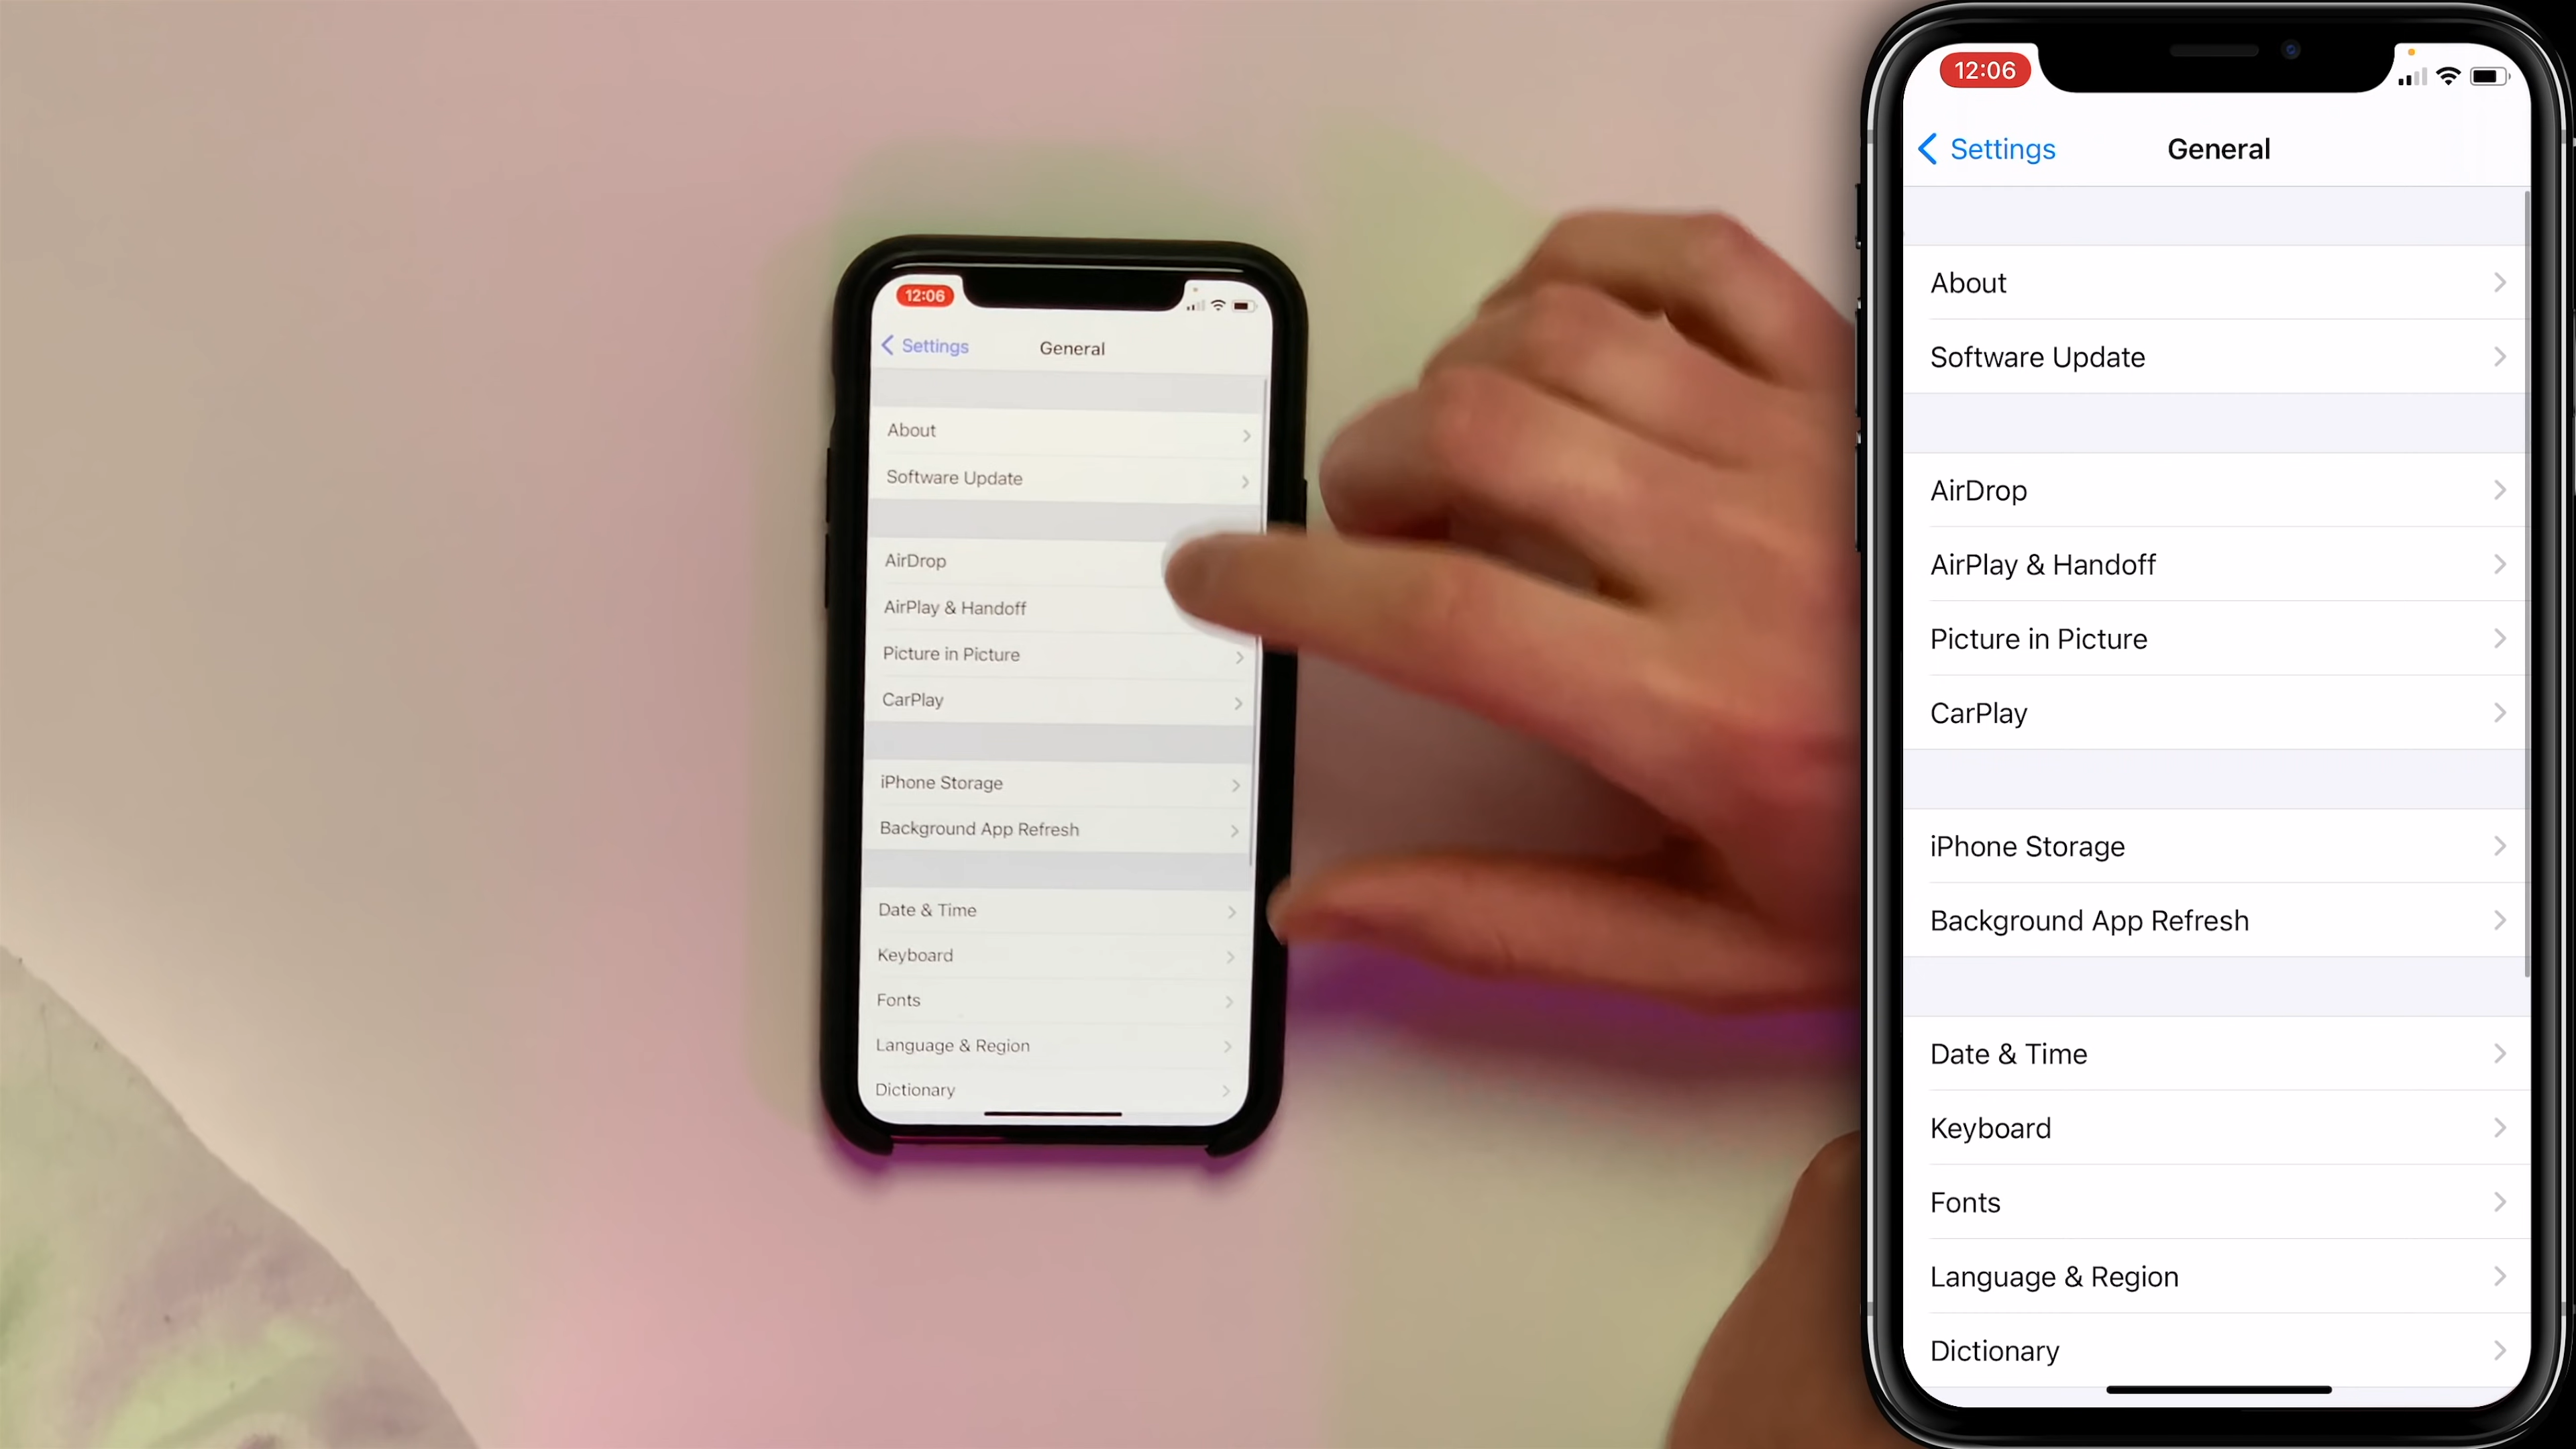 12:06
Settings
General
About
Software Update
AirDrop
AirPlay & Handoff
Picture in Picture
CarPlay
iPhone Storage
Background App Refresh
Date & Time
Keyboard
Fonts
Language & Region
Dictionary
12:06
Settings
General
About
Software Update
AirDrop
AirPlay & Handoff
Picture in Picture
CarPlay
iPhone Storage
Background App Refresh
Date & Time
Keyboard
Fonts
Language & Region
Dictionary